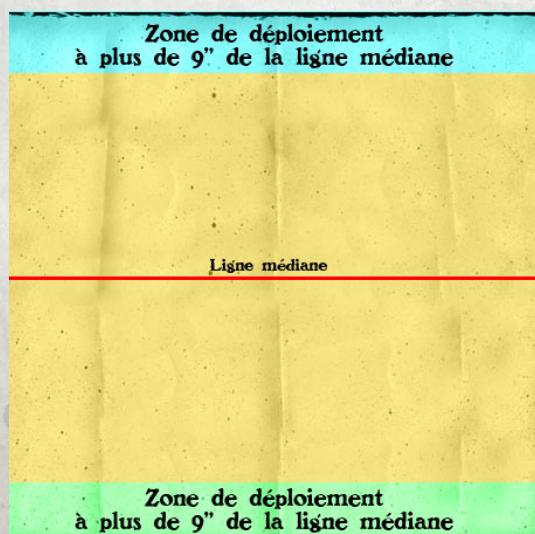 Zone de déploiement
à plus de 9” de la ligne médiane
Ligne médiane
Zone de déploiement
à plus de 9” de la ligne médiane